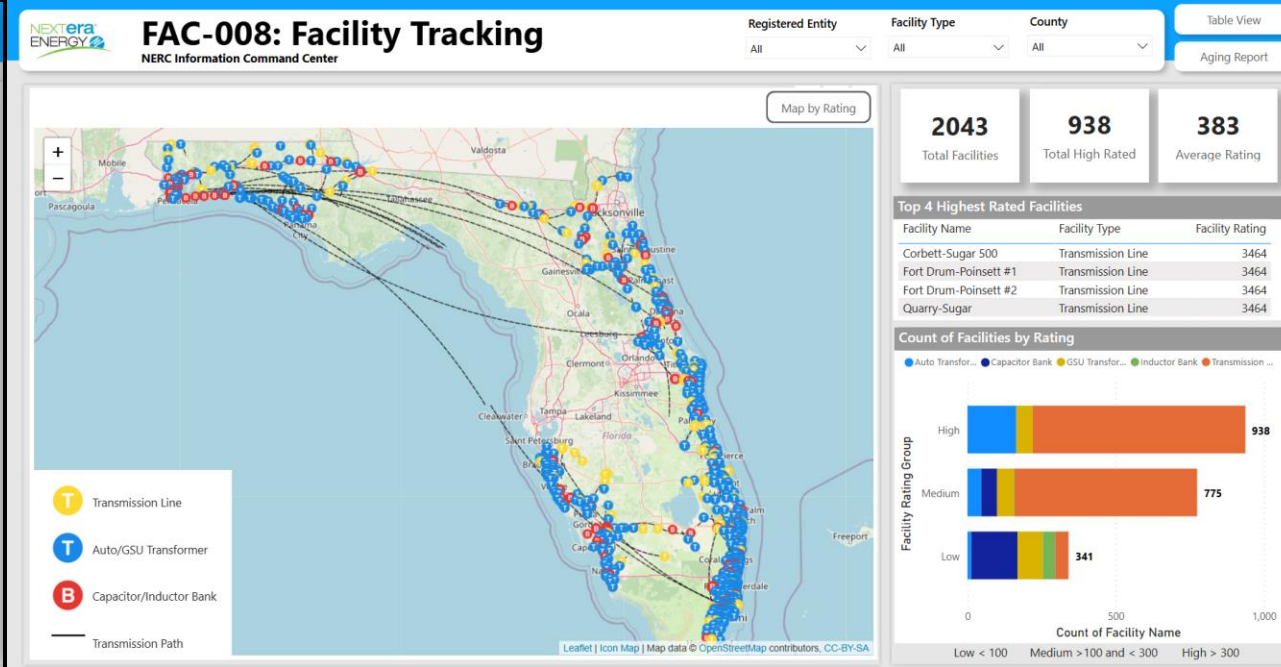 NEXTera
ENERGY
FAC-008: Facility Tracking
NERC Information Command Center
Registered Entity
All
Facility Type
All
County
All
Table View
Aging Report
Map by Rating
+
−
Mobile
Pascagoula
Valdosta
Tallahassee
Panama
City
Gainesville
Ocala
Leesburg
Clermont
Orlando
Kissimmee
Clearwater
Tampa
Lakeland
Saint Petersburg
Florida
Freeport
T Transmission Line
T Auto/GSU Transformer
B Capacitor/Inductor Bank
Transmission Path
Leaflet | Icon Map | Map data © OpenStreetMap contributors, CC-BY-SA
2043
Total Facilities
938
Total High Rated
383
Average Rating
Top 4 Highest Rated Facilities
Facility Name Facility Type Facility Rating
Corbett-Sugar 500 Transmission Line 3464
Fort Drum-Poinsett #1 Transmission Line 3464
Fort Drum-Poinsett #2 Transmission Line 3464
Quarry-Sugar Transmission Line 3464
Count of Facilities by Rating
Auto Transfor... Capacitor Bank GSU Transfor... Inductor Bank Transmission ...
Facility Rating Group
High 938
Medium 775
Low 341
0 500 1,000
Count of Facility Name
Low < 100 Medium >100 and < 300 High > 300